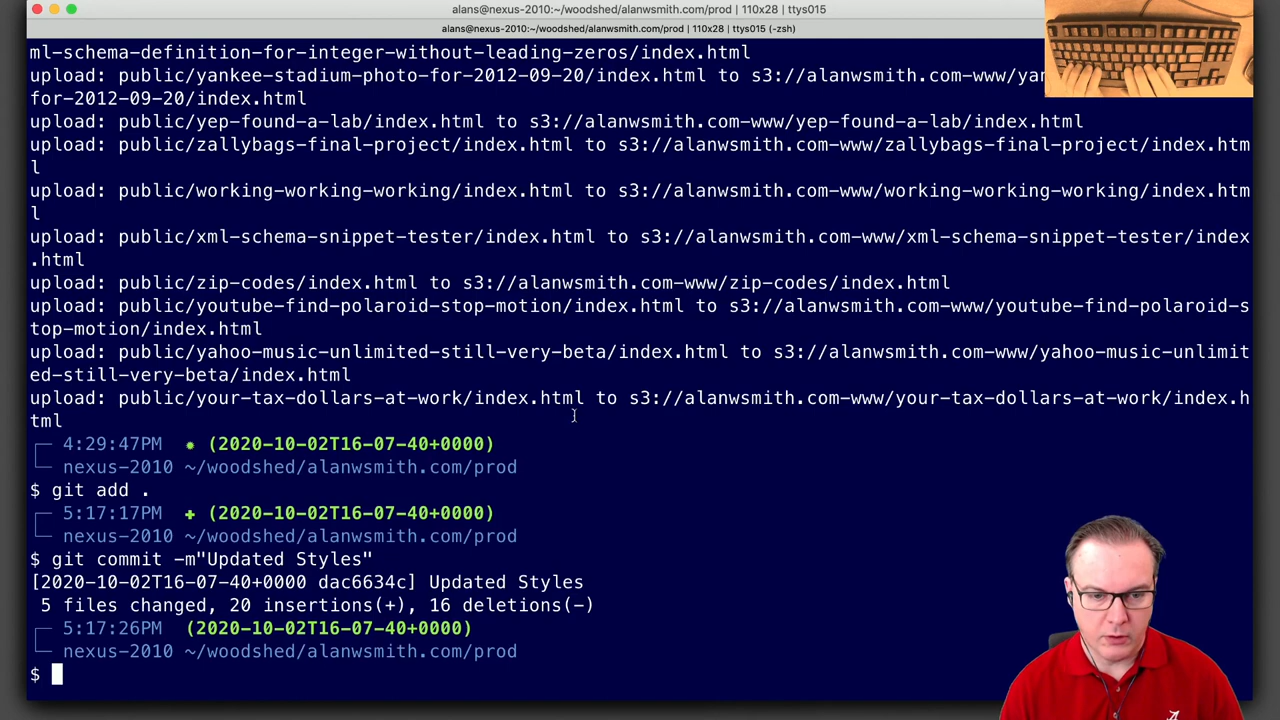 alans@nexus-2010:~/woodshed/alanwsmith.com/prod | 110x28 | ttys015
alans@nexus-2010:~/woodshed/alanwsmith.com/prod | 110x28 | ttys015 (-zsh)
ml-schema-definition-for-integer-without-leading-zeros/index.html
upload: public/yankee-stadium-photo-for-2012-09-20/index.html to s3://alanwsmith.com-www/
for-2012-09-20/index.html
upload: public/yep-found-a-lab/index.html to s3://alanwsmith.com-www/yep-found-a-lab/index.html
upload: public/zallybags-final-project/index.html to s3://alanwsmith.com-www/zallybags-final-project/index.htm
l
upload: public/working-working-working/index.html to s3://alanwsmith.com-www/working-working-working/index.htm
l
upload: public/xml-schema-snippet-tester/index.html to s3://alanwsmith.com-www/xml-schema-snippet-tester/index
.html
upload: public/zip-codes/index.html to s3://alanwsmith.com-www/zip-codes/index.html
upload: public/youtube-find-polaroid-stop-motion/index.html to s3://alanwsmith.com-www/youtube-find-polaroid-s
top-motion/index.html
upload: public/yahoo-music-unlimited-still-very-beta/index.html to s3://alanwsmith.com-www/yahoo-music-unlimit
ed-still-very-beta/index.html
upload: public/your-tax-dollars-at-work/index.html to s3://alanwsmith.com-www/your-tax-dollars-at-work/index.h
tml
4:29:47PM ✹ (2020-10-02T16-07-40+0000)
nexus-2010 ~/woodshed/alanwsmith.com/prod
$ git add .
5:17:17PM ✚ (2020-10-02T16-07-40+0000)
nexus-2010 ~/woodshed/alanwsmith.com/prod
$ git commit -m"Updated Styles"
[2020-10-02T16-07-40+0000 dac6634c] Updated Styles
5 files changed, 20 insertions(+), 16 deletions(-)
5:17:26PM (2020-10-02T16-07-40+0000)
nexus-2010 ~/woodshed/alanwsmith.com/prod
$